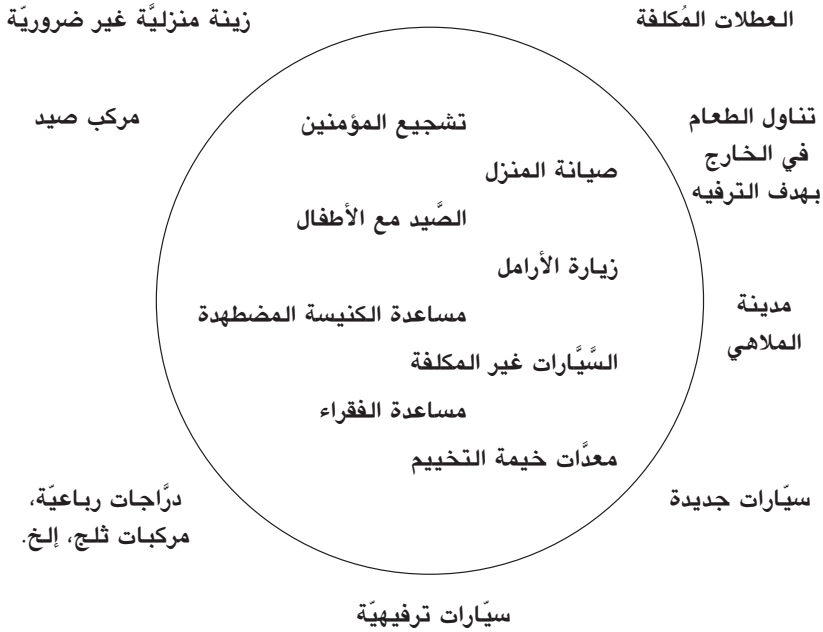 العطلات المُكلفة
زينة منزليَّة غير ضروريّة
تناول الطعام
في الخارج
بهدف الترفيه
مركب صيد
تشجيع المؤمنين
صيانة المنزل
الصَّيد مع الأطفال
زيارة الأرامل
مدينة
الملاهي
مساعدة الكنيسة المضطهدة
السَّيَّارات غير المكلفة
مساعدة الفقراء
معدَّات خيمة التخييم
سيّارات جديدة
درَّاجات رباعيّة،
مركبات ثلج، إلخ.
سيّارات ترفيهيّة